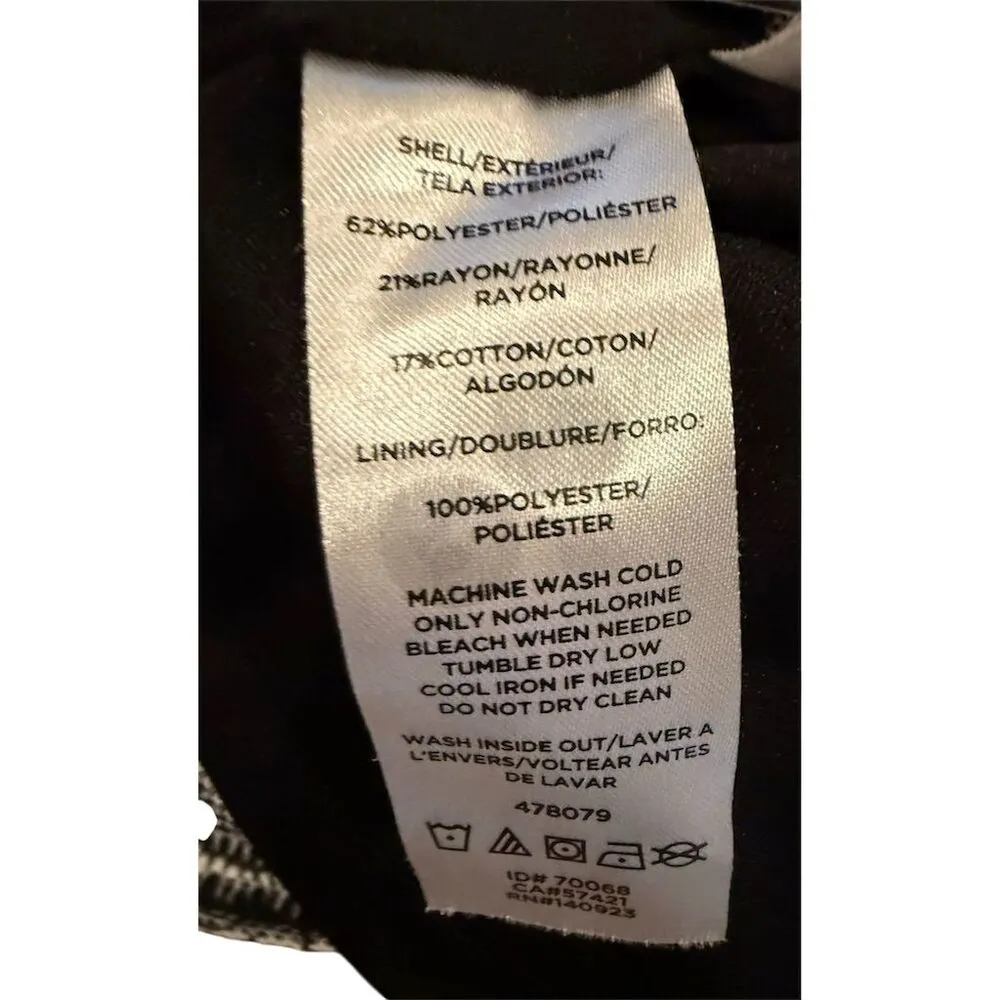 SHELL/EXTÉRIEUR/
TELA EXTERIOR:
62%POLYESTER/POLIÉSTER
21%RAYON/RAYONNE/
RAYÓN
17%COTTON/COTON/
ALGODÓN
LINING/DOUBLURE/FORRO:
100%POLYESTER/
POLIÉSTER
MACHINE WASH COLD
ONLY NON-CHLORINE
BLEACH WHEN NEEDED
TUMBLE DRY LOW
COOL IRON IF NEEDED
DO NOT DRY CLEAN
WASH INSIDE OUT/LAVER A
L'ENVERS/VOLTEAR ANTES
DE LAVAR
478079
ID# 70068
CA#57421
RN#140923